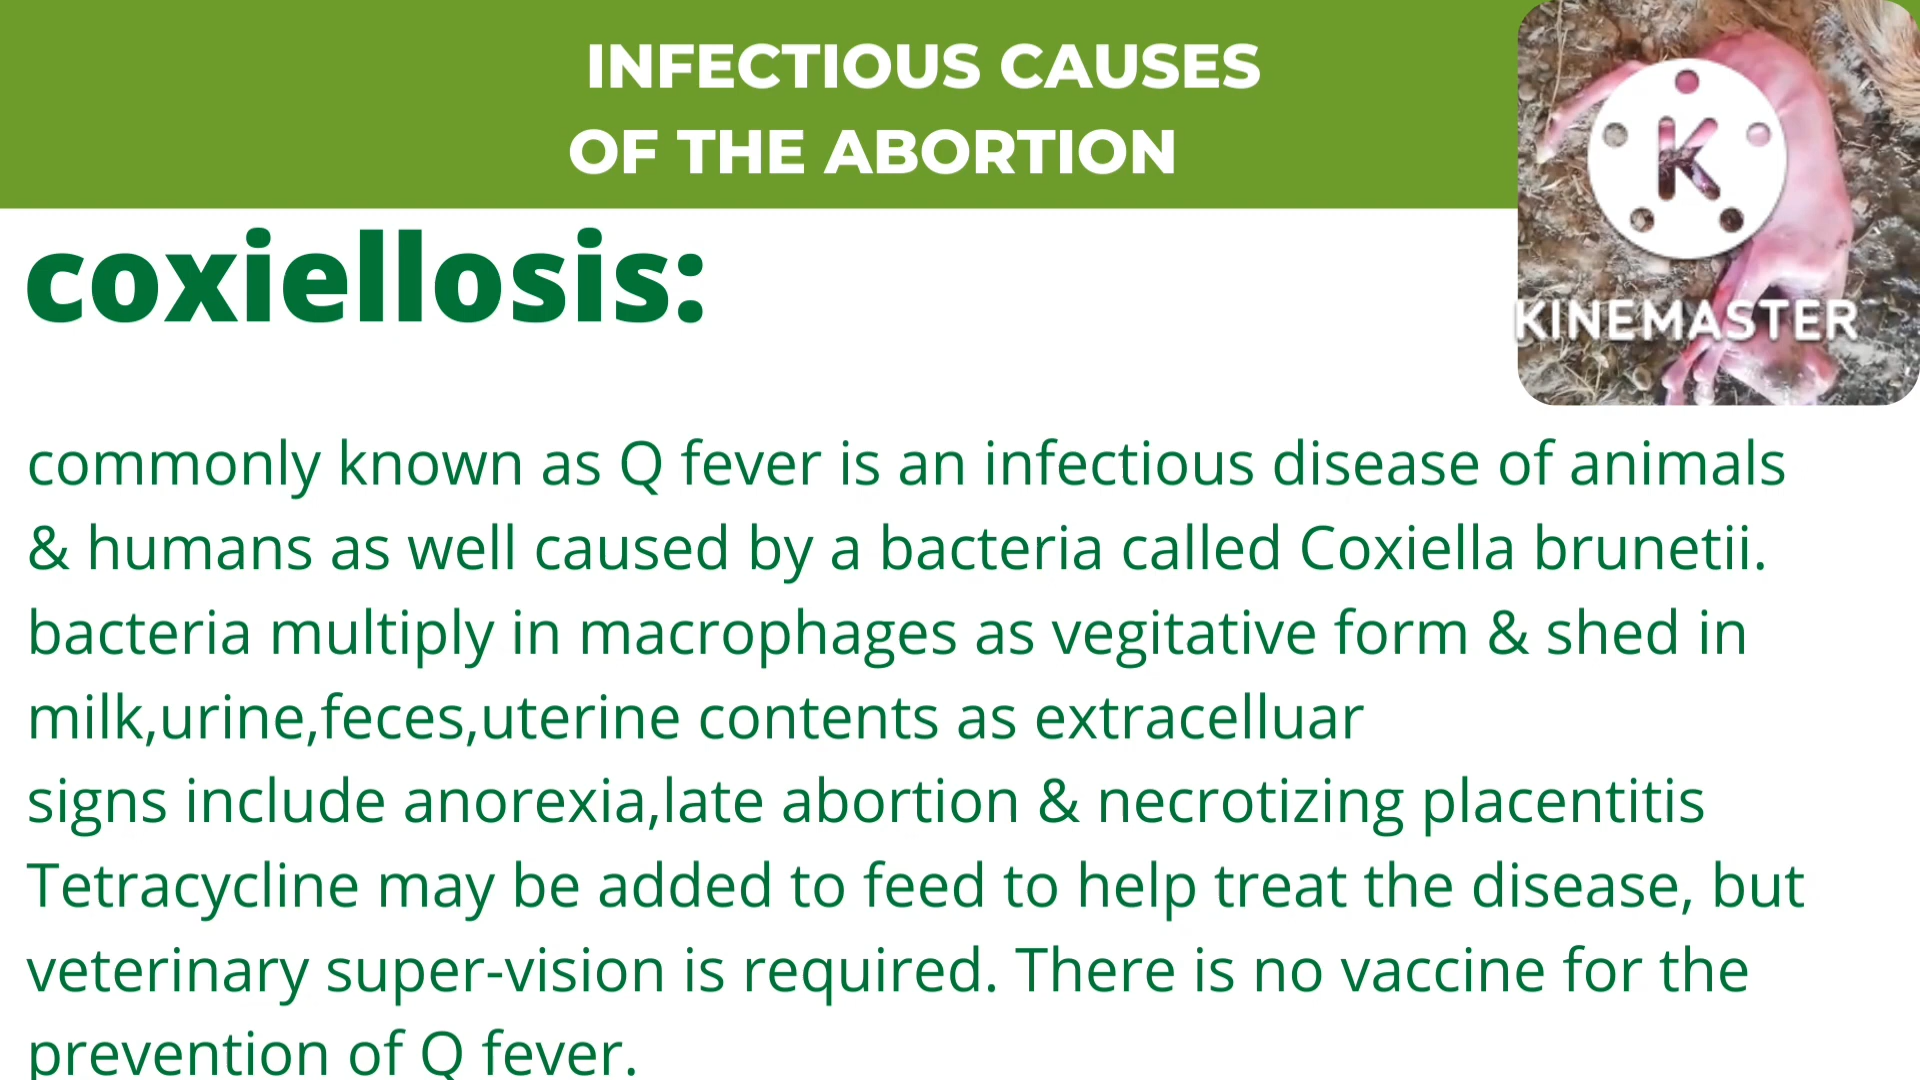 INFECTIOUS CAUSES
OF THE ABORTION
K
KINEMASTER
coxiellosis:
commonly known as Q fever is an infectious disease of animals
& humans as well caused by a bacteria called Coxiella brunetii.
bacteria multiply in macrophages as vegitative form & shed in
milk,urine,feces,uterine contents as extracelluar
signs include anorexia,late abortion & necrotizing placentitis
Tetracycline may be added to feed to help treat the disease, but
veterinary super-vision is required. There is no vaccine for the
prevention of Q fever.